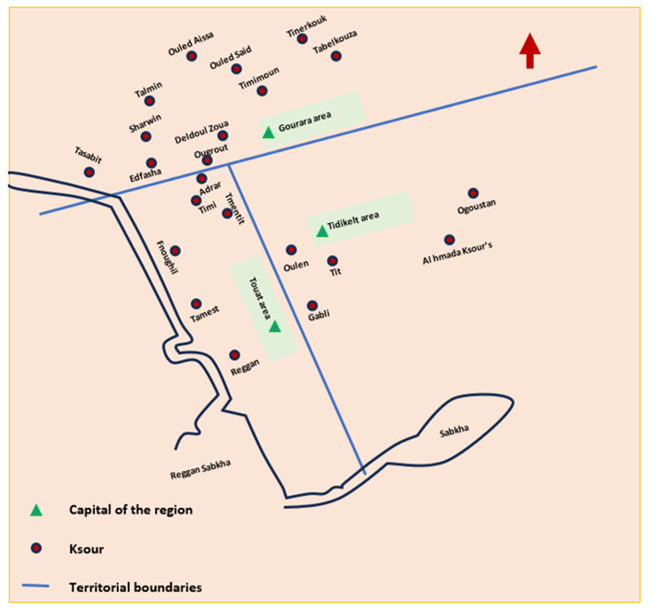 Tinerkouk
Ouled Aissa
Tabelkouza
Ouled Said
Timimoun
Talmin
Sharwin
Deldoul Zoua
Gourara area
Ougrout
Tasabit
Edfasha
Adrar
Timi
Tmentit
Ogoustan
Tidikelt area
Al hmada Ksour's
Fnoughil
Oulen
Tit
Touat area
Tamest
Gabli
Reggan
Sabkha
Reggan Sabkha
Capital of the region
Ksour
Territorial boundaries